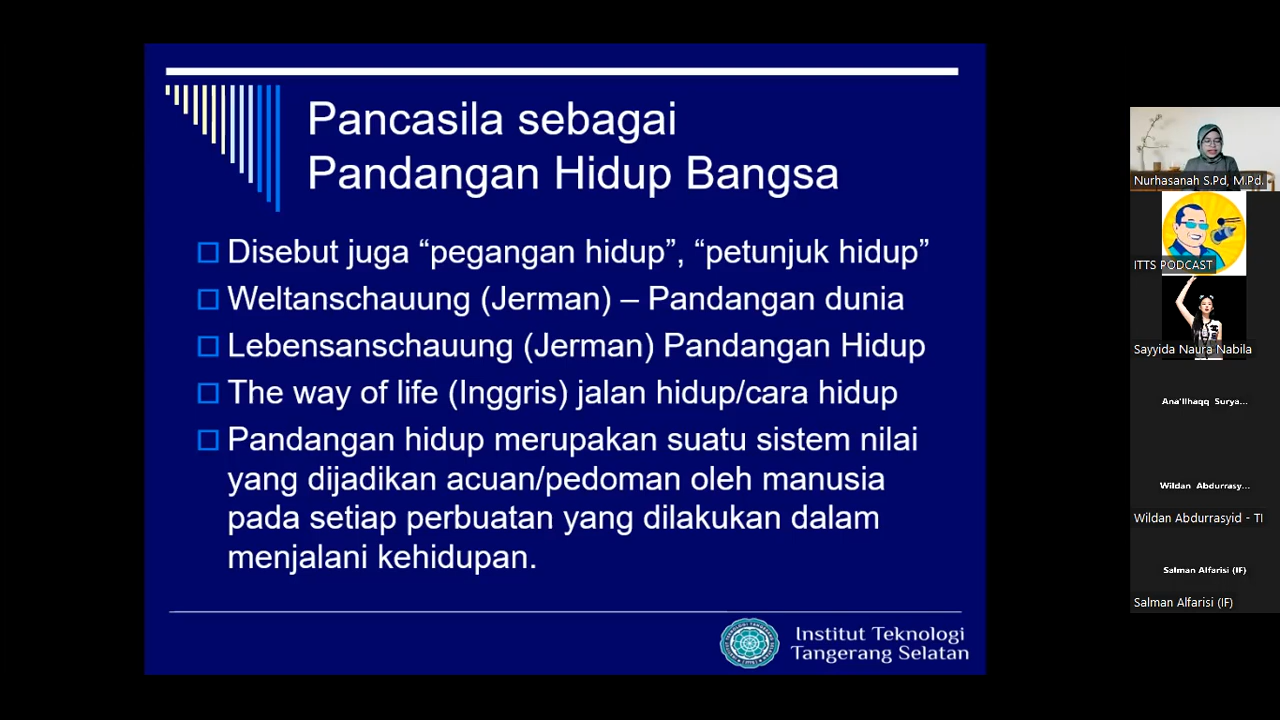 Pancasila sebagai
Pandangan Hidup Bangsa
Disebut juga “pegangan hidup”, “petunjuk hidup”
Weltanschauung (Jerman) – Pandangan dunia
Lebensanschauung (Jerman) Pandangan Hidup
The way of life (Inggris) jalan hidup/cara hidup
Pandangan hidup merupakan suatu sistem nilai
yang dijadikan acuan/pedoman oleh manusia
pada setiap perbuatan yang dilakukan dalam
menjalani kehidupan.
Institut Teknologi
Tangerang Selatan
Nurhasanah S.Pd, M.Pd.
ITTS PODCAST
Sayyida Naura Nabila
Ana'Ilhaqq Surya...
Wildan Abdurrasy...
Wildan Abdurrasyid - TI
Salman Alfarisi (IF)
Salman Alfarisi (IF)